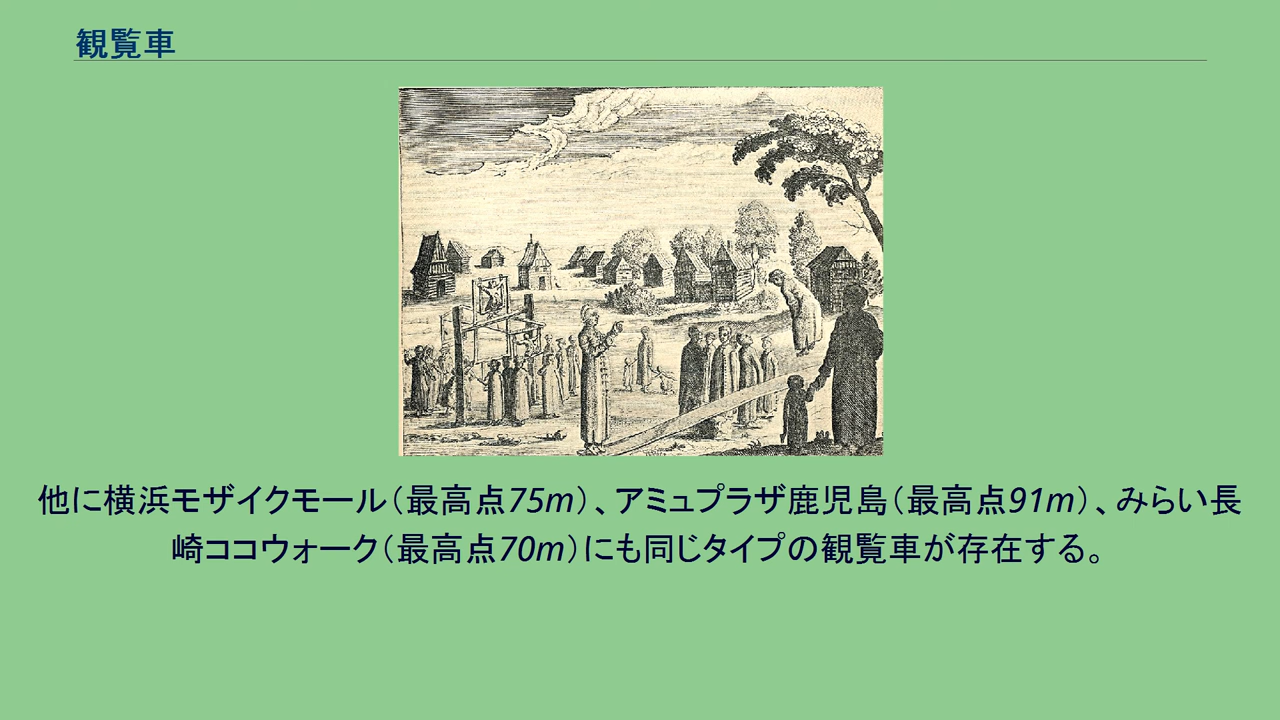 観覧車
他に横浜モザイクモール（最高点75m）、アミュプラザ鹿児島（最高点91m）、みらい長
崎ココウォーク（最高点70m）にも同じタイプの観覧車が存在する。